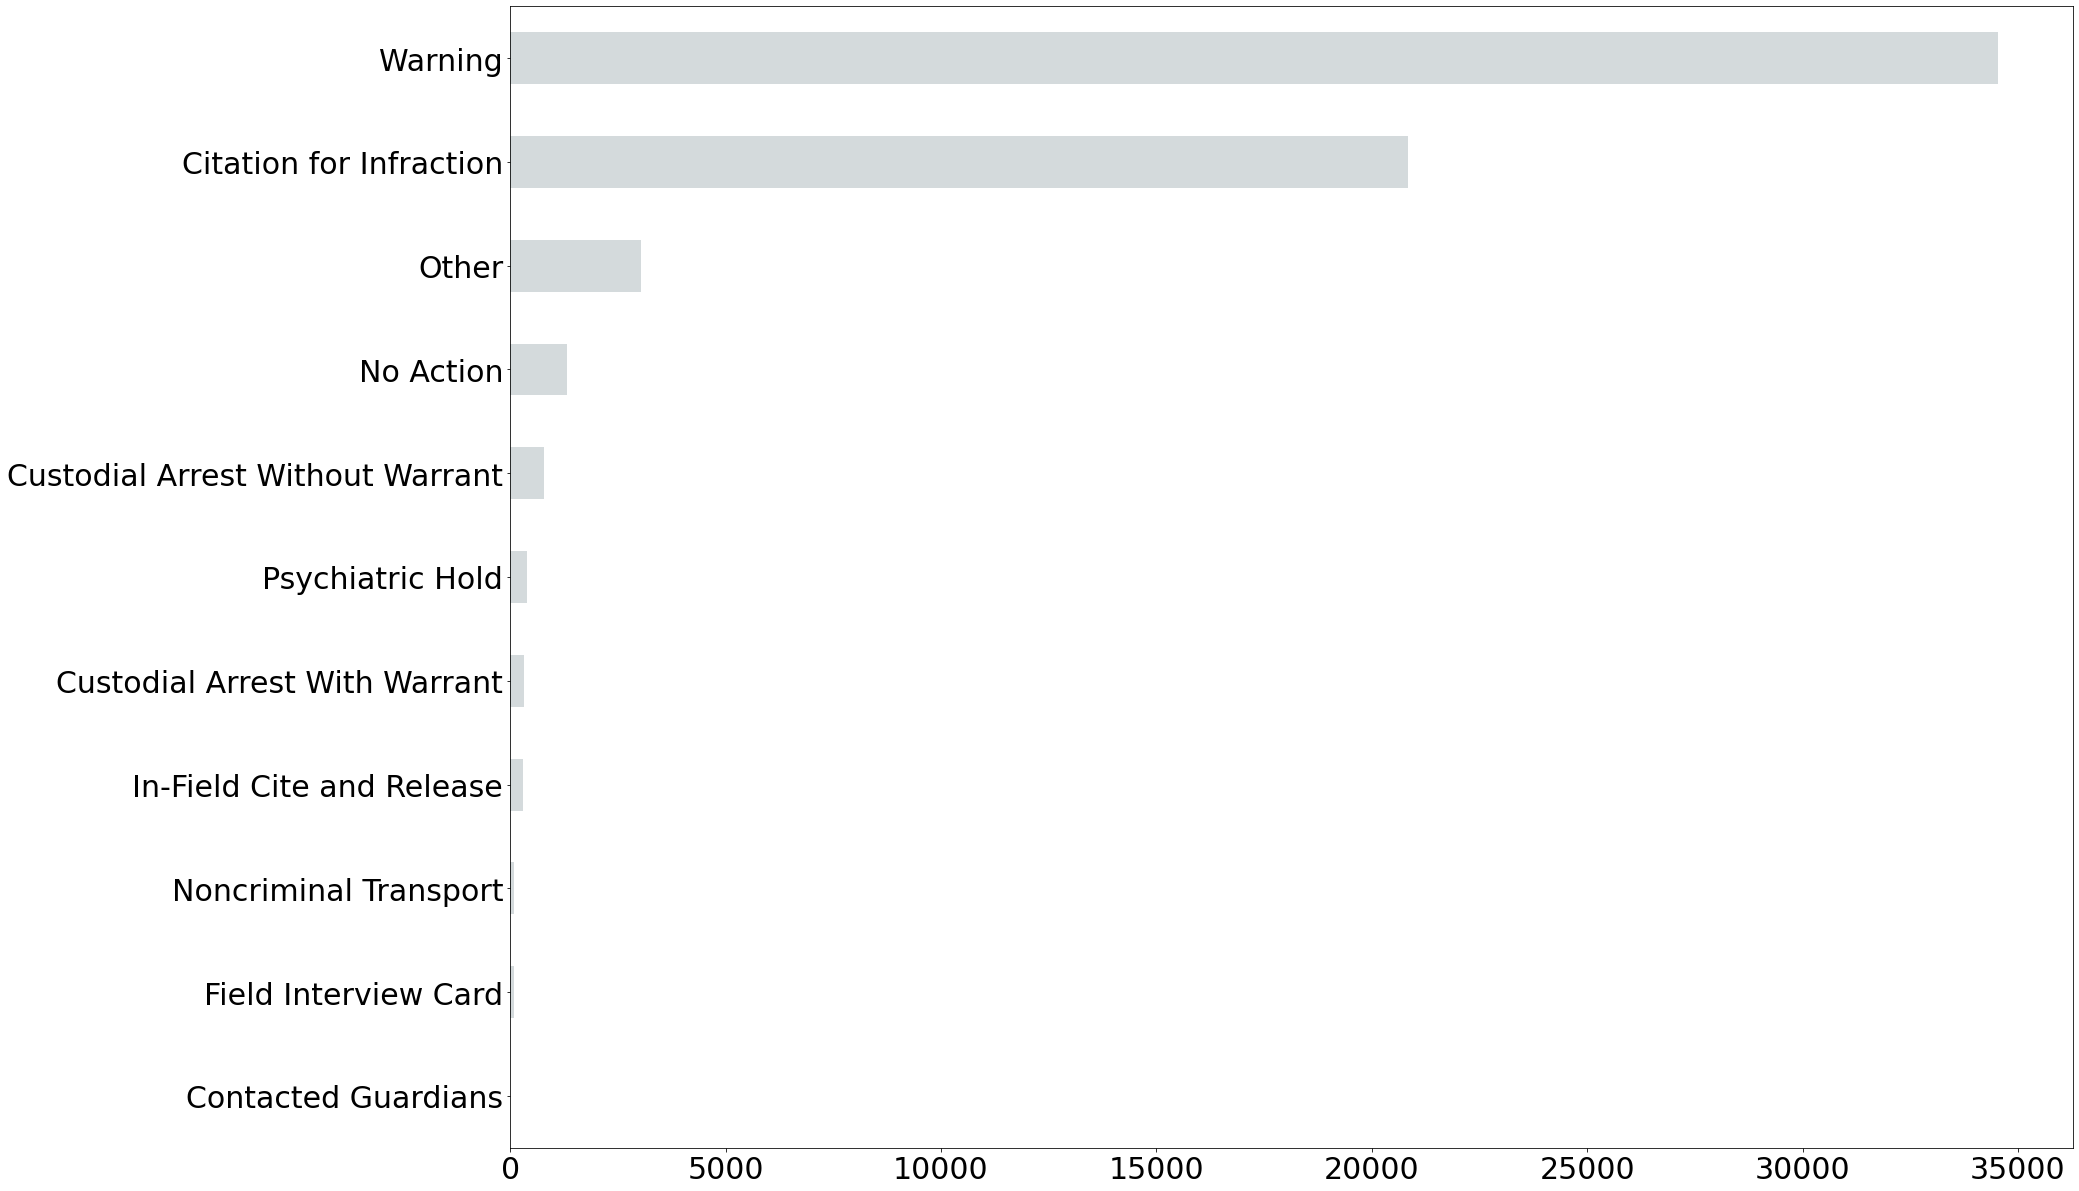 Warning
Citation for Infraction
Other
No Action
Custodial Arrest Without Warrant
Psychiatric Hold
Custodial Arrest With Warrant
In-Field Cite and Release
Noncriminal Transport
Field Interview Card
Contacted Guardians
0 5000 10000 15000 20000 25000 30000 35000